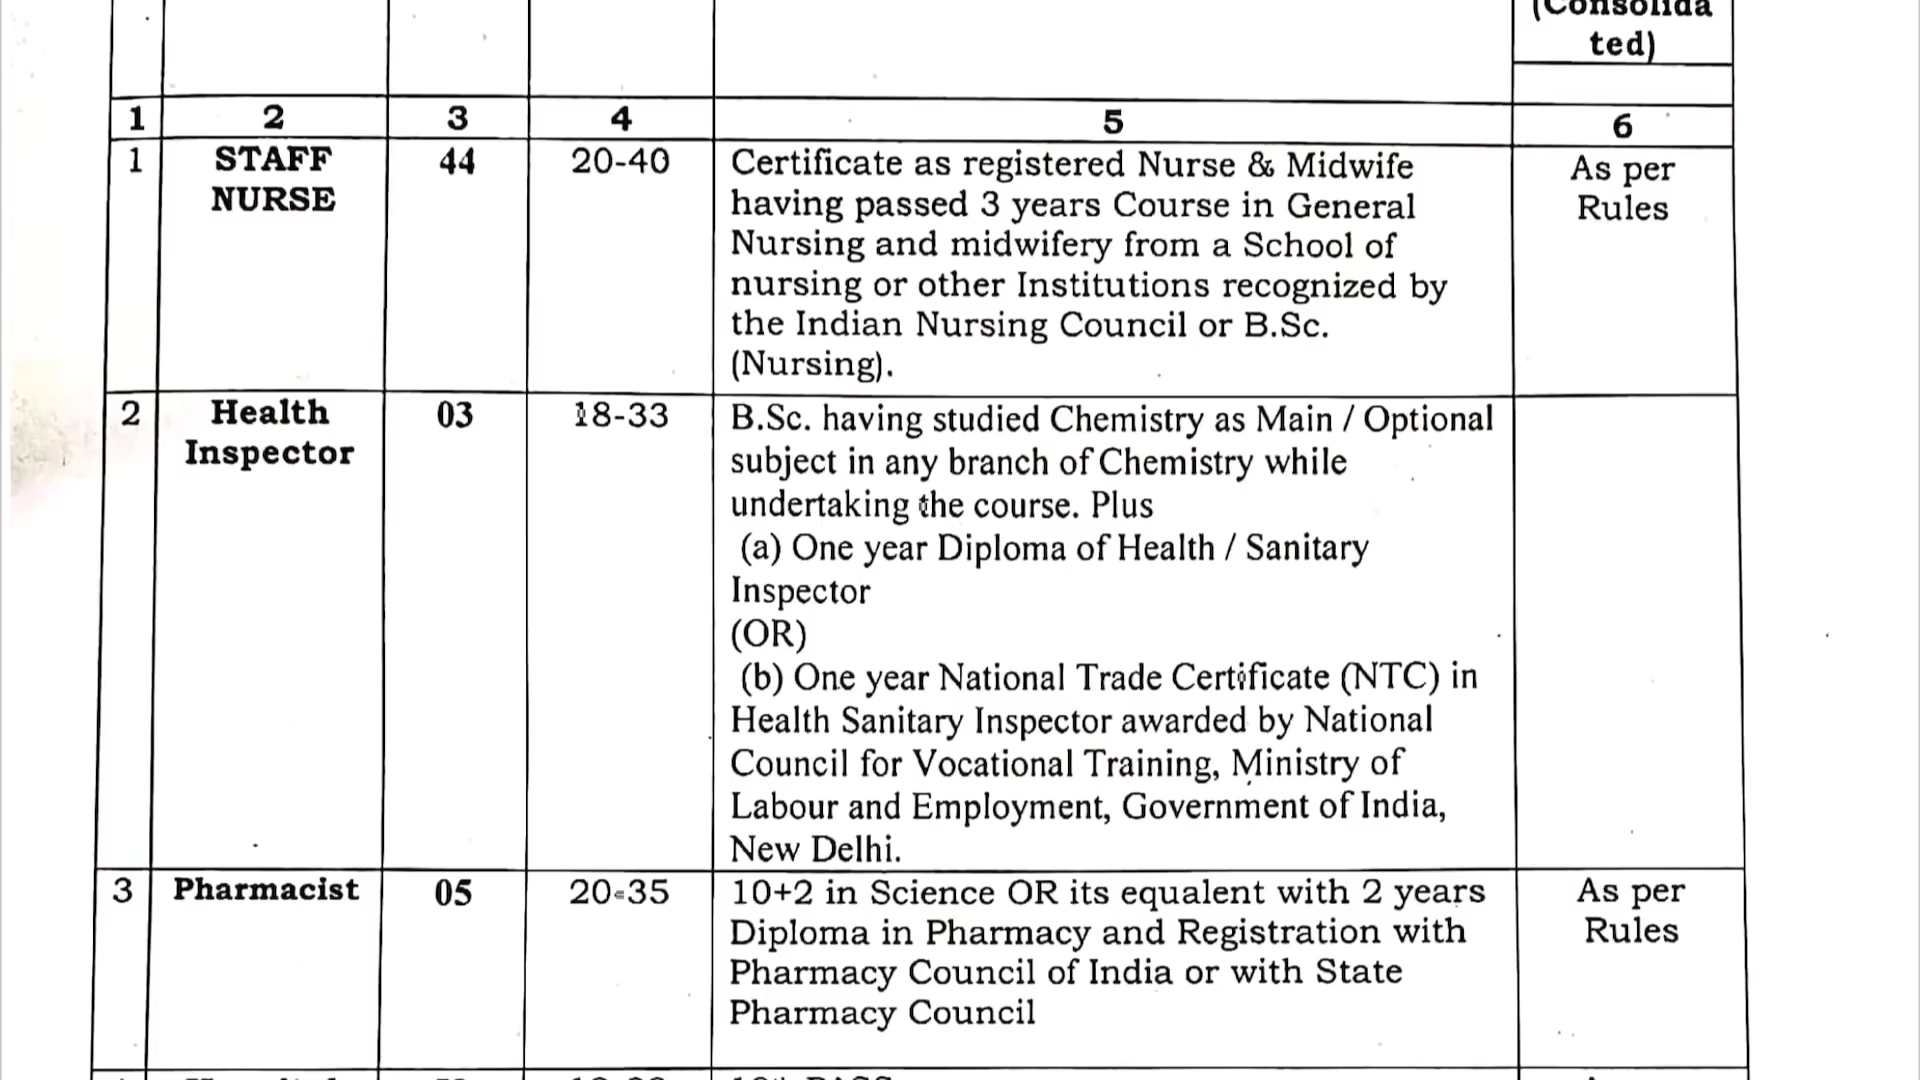 (Consolida
ted)
1 2 3 4 5 6
1 STAFF NURSE 44 20-40 Certificate as registered Nurse & Midwife As per Rules
having passed 3 years Course in General
Nursing and midwifery from a School of
nursing or other Institutions recognized by
the Indian Nursing Council or B.Sc.
(Nursing).
2 Health Inspector 03 18-33 B.Sc. having studied Chemistry as Main / Optional
subject in any branch of Chemistry while
undertaking the course. Plus
(a) One year Diploma of Health / Sanitary
Inspector
(OR)
(b) One year National Trade Certificate (NTC) in
Health Sanitary Inspector awarded by National
Council for Vocational Training, Ministry of
Labour and Employment, Government of India,
New Delhi.
3 Pharmacist 05 20-35 10+2 in Science OR its equalent with 2 years As per Rules
Diploma in Pharmacy and Registration with
Pharmacy Council of India or with State
Pharmacy Council